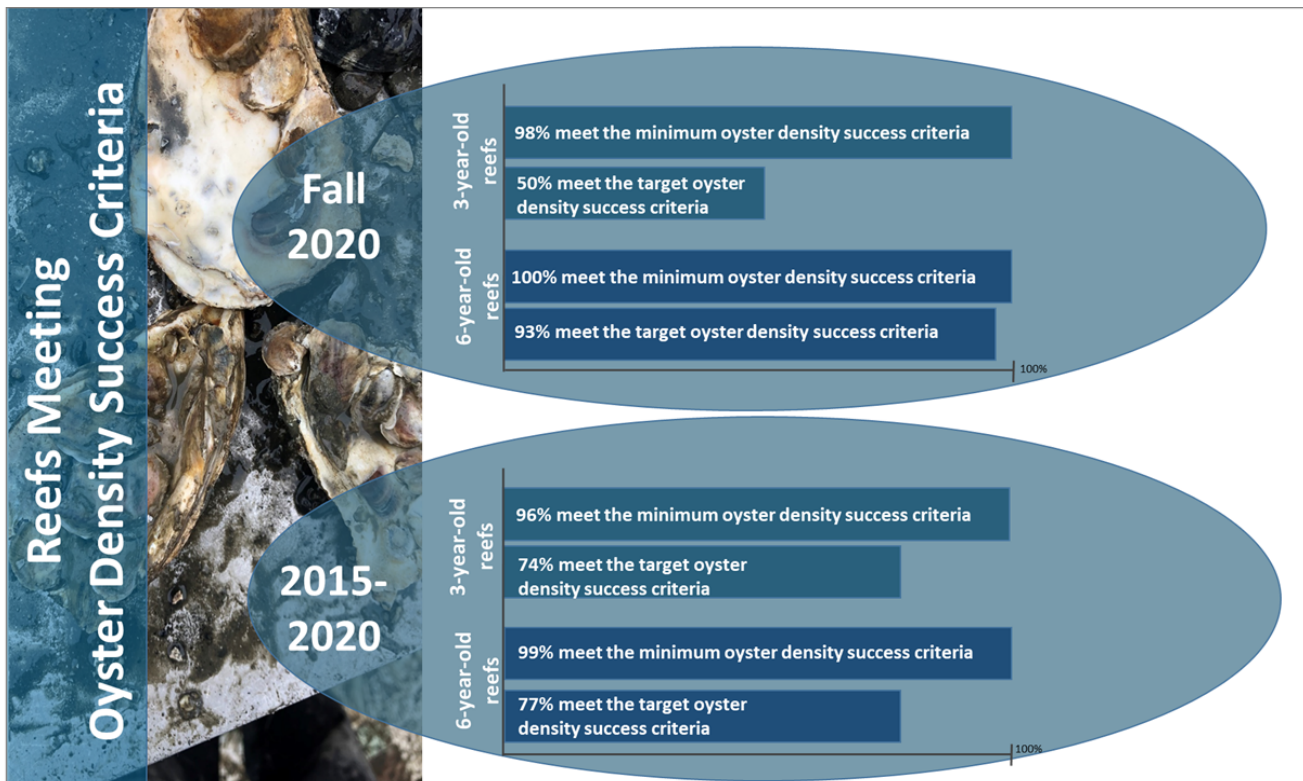 Reefs Meeting
Oyster Density Success Criteria
Fall
2020
3-year-old
reefs
98% meet the minimum oyster density success criteria
50% meet the target oyster
density success criteria
6-year-old
reefs
100% meet the minimum oyster density success criteria
93% meet the target oyster density success criteria
100%
2015-
2020
3-year-old
reefs
96% meet the minimum oyster density success criteria
74% meet the target oyster
density success criteria
6-year-old
reefs
99% meet the minimum oyster density success criteria
77% meet the target oyster
density success criteria
100%